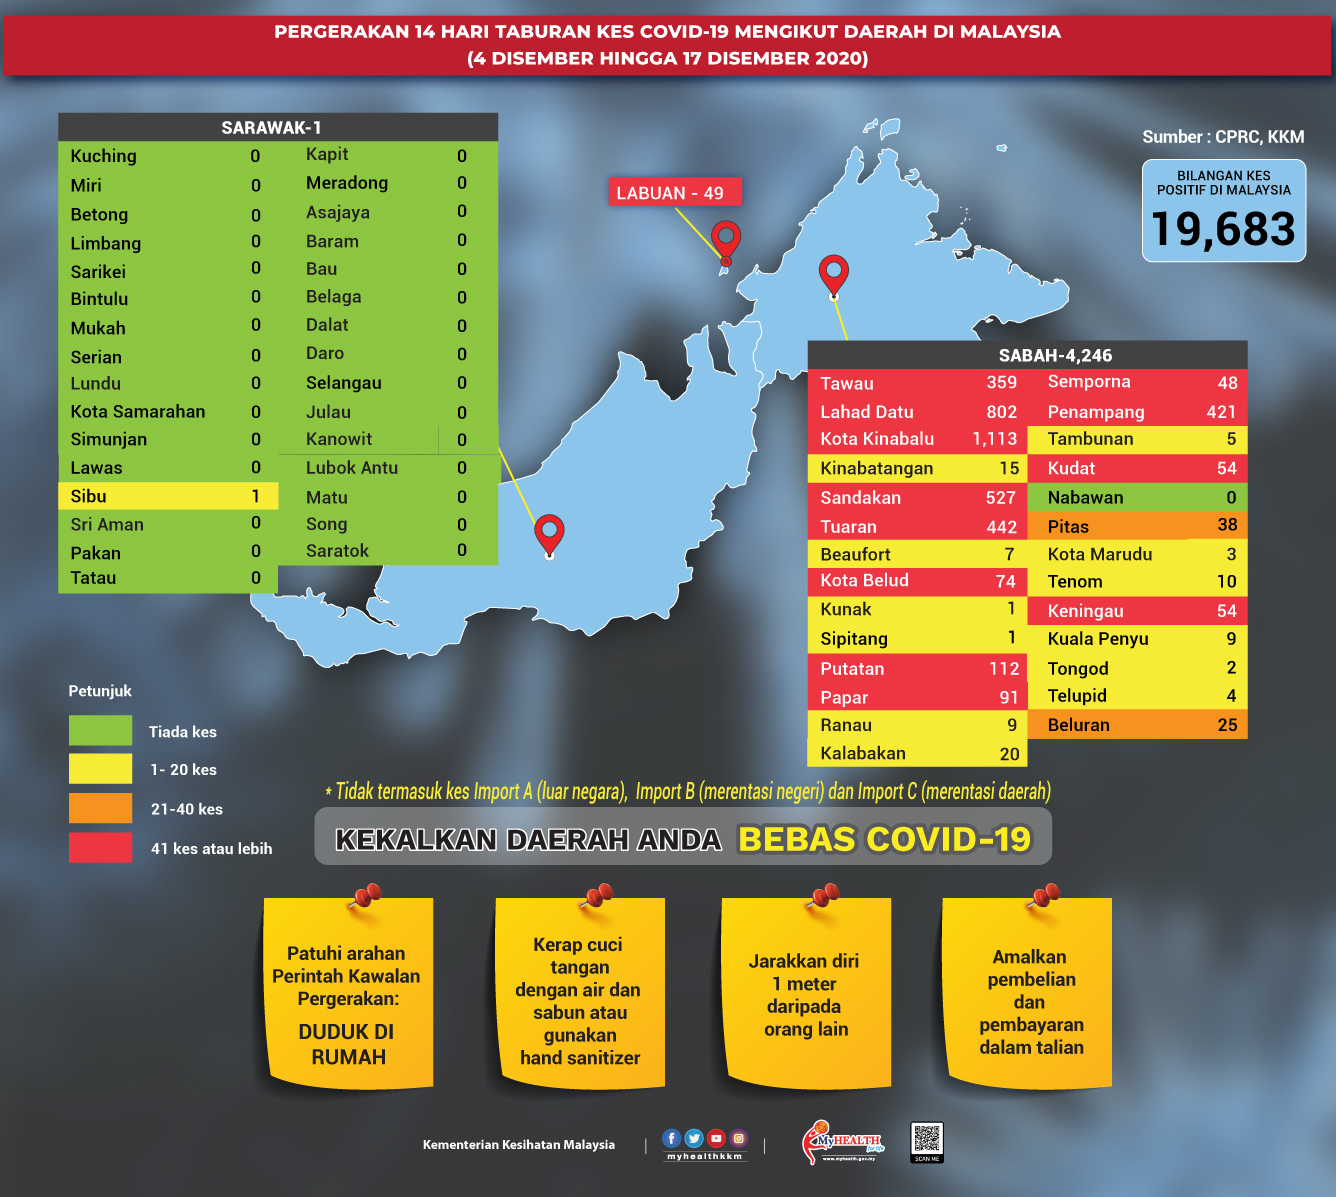 PERGERAKAN 14 HARI TABURAN KES COVID-19 MENGIKUT DAERAH DI MALAYSIA
(4 DISEMBER HINGGA 17 DISEMBER 2020)
SARAWAK-1
Kuching 0
Miri 0
Betong 0
Limbang 0
Sarikei 0
Bintulu 0
Mukah 0
Serian 0
Lundu 0
Kota Samarahan 0
Simunjan 0
Lawas 0
Sibu 1
Sri Aman 0
Pakan 0
Tatau 0
Kapit 0
Meradong 0
Asajaya 0
Baram 0
Bau 0
Belaga 0
Dalat 0
Daro 0
Selangau 0
Julau 0
Kanowit 0
Lubok Antu 0
Matu 0
Song 0
Saratok 0
LABUAN - 49
Sumber : CPRC, KKM
BILANGAN KES
POSITIF DI MALAYSIA
19,683
SABAH-4,246
Tawau 359
Lahad Datu 802
Kota Kinabalu 1,113
Kinabatangan 15
Sandakan 527
Tuaran 442
Beaufort 7
Kota Belud 74
Kunak 1
Sipitang 1
Putatan 112
Papar 91
Ranau 9
Kalabakan 20
Semporna 48
Penampang 421
Tambunan 5
Kudat 54
Nabawan 0
Pitas 38
Kota Marudu 3
Tenom 10
Keningau 54
Kuala Penyu 9
Tongod 2
Telupid 4
Beluran 25
Petunjuk
Tiada kes
1- 20 kes
21-40 kes
41 kes atau lebih
* Tidak termasuk kes Import A (luar negara), Import B (merentasi negeri) dan Import C (merentasi daerah)
KEKALKAN DAERAH ANDA BEBAS COVID-19
Patuhi arahan
Perintah Kawalan
Pergerakan:
DUDUK DI
RUMAH
Kerap cuci
tangan
dengan air dan
sabun atau
gunakan
hand sanitizer
Jarakkan diri
1 meter
daripada
orang lain
Amalkan
pembelian
dan
pembayaran
dalam talian
Kementerian Kesihatan Malaysia
myhealthkkm
MyHEALTH
for life
www.myhealth.gov.my
SCAN ME